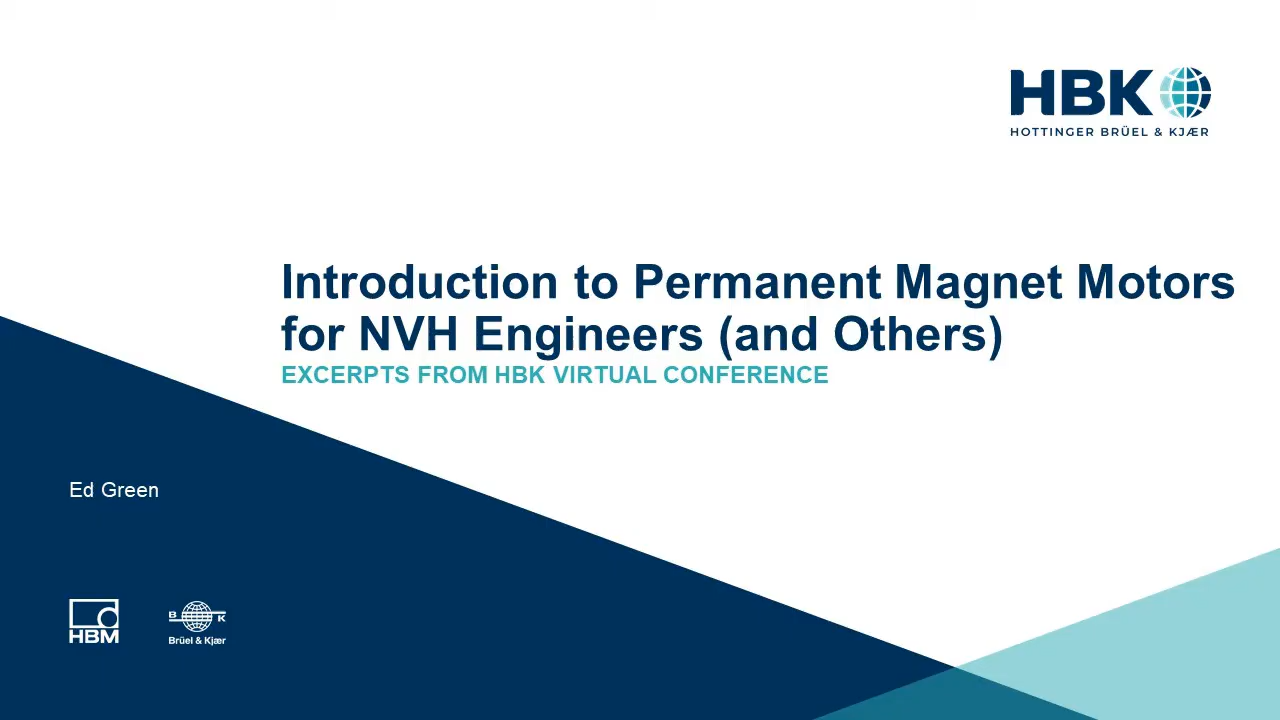 HBK
HOTTINGER BRÜEL & KJÆR
Introduction to Permanent Magnet Motors
for NVH Engineers (and Others)
EXCERPTS FROM HBK VIRTUAL CONFERENCE
Ed Green
HBM
B K
Brüel & Kjær